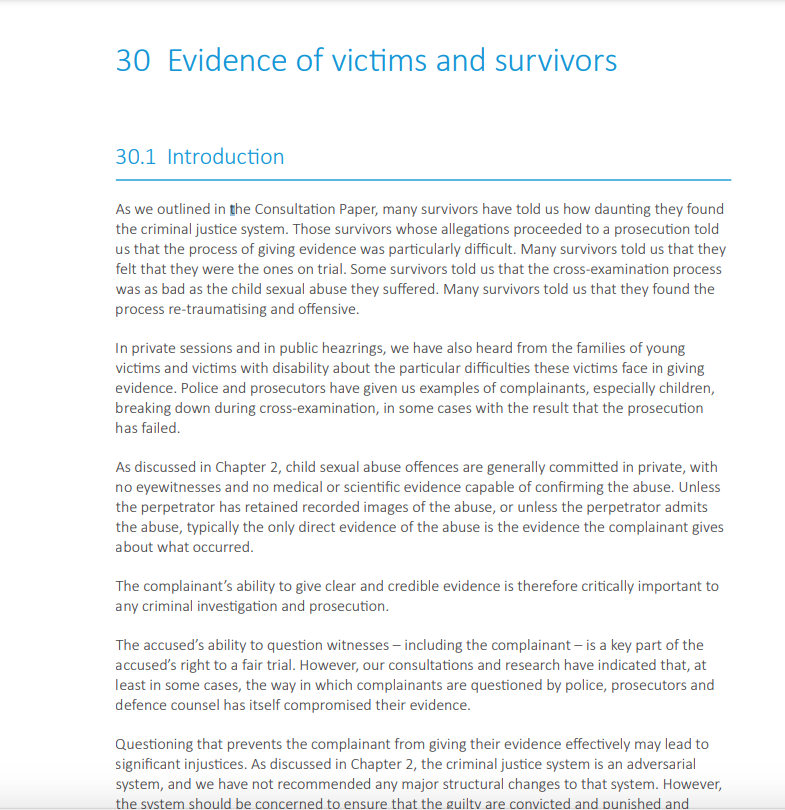 30 Evidence of victims and survivors
30.1 Introduction
As we outlined in the Consultation Paper, many survivors have told us how daunting they found
the criminal justice system. Those survivors whose allegations proceeded to a prosecution told
us that the process of giving evidence was particularly difficult. Many survivors told us that they
felt that they were the ones on trial. Some survivors told us that the cross-examination process
was as bad as the child sexual abuse they suffered. Many survivors told us that they found the
process re-traumatising and offensive.
In private sessions and in public heazrings, we have also heard from the families of young
victims and victims with disability about the particular difficulties these victims face in giving
evidence. Police and prosecutors have given us examples of complainants, especially children,
breaking down during cross-examination, in some cases with the result that the prosecution
has failed.
As discussed in Chapter 2, child sexual abuse offences are generally committed in private, with
no eyewitnesses and no medical or scientific evidence capable of confirming the abuse. Unless
the perpetrator has retained recorded images of the abuse, or unless the perpetrator admits
the abuse, typically the only direct evidence of the abuse is the evidence the complainant gives
about what occurred.
The complainant’s ability to give clear and credible evidence is therefore critically important to
any criminal investigation and prosecution.
The accused’s ability to question witnesses – including the complainant – is a key part of the
accused’s right to a fair trial. However, our consultations and research have indicated that, at
least in some cases, the way in which complainants are questioned by police, prosecutors and
defence counsel has itself compromised their evidence.
Questioning that prevents the complainant from giving their evidence effectively may lead to
significant injustices. As discussed in Chapter 2, the criminal justice system is an adversarial
system, and we have not recommended any major structural changes to that system. However,
the system should be concerned to ensure that the guilty are convicted and punished and